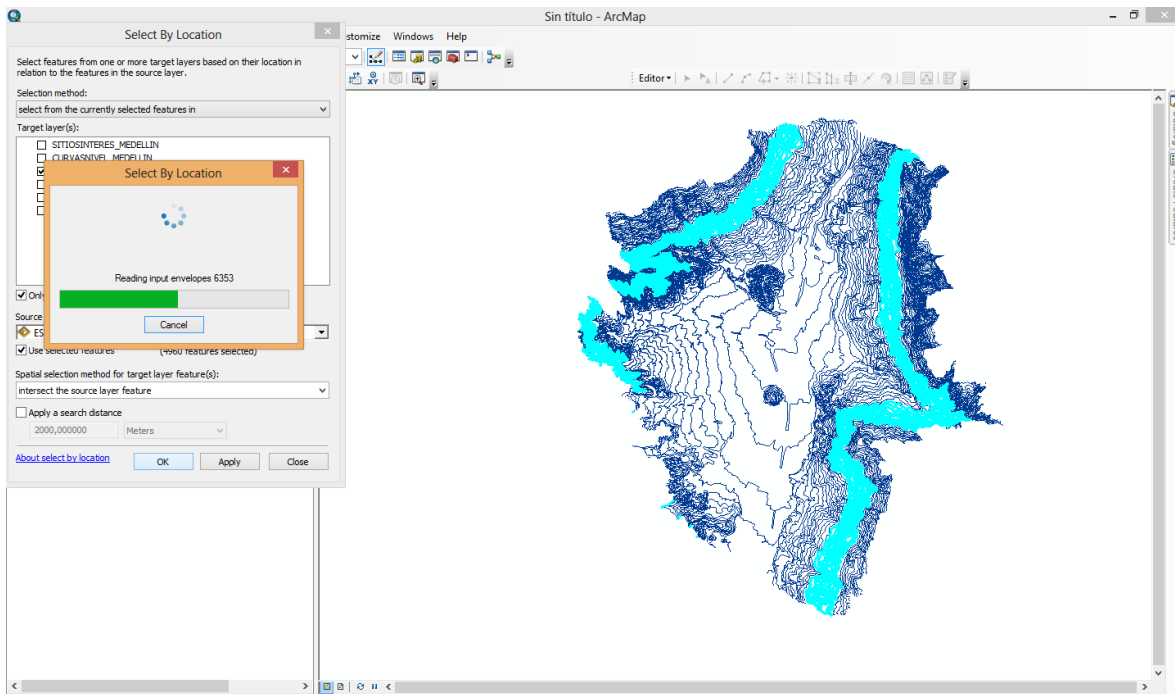 Sin título - ArcMap
Select By Location
stomize Windows Help
Select features from one or more target layers based on their location in
relation to the features in the source layer.
Selection method:
select from the currently selected features in
Target layer(s):
SITIOSINTERES_MEDELLIN
CURVASNIVEL_MEDELLIN
Select By Location
Reading input envelopes 6353
Cancel
Only
Source
ES
Use selected features (4960 features selected)
Spatial selection method for target layer feature(s):
intersect the source layer feature
Apply a search distance
2000,000000 Meters
About select by location
OK Apply Close
Editor
XY